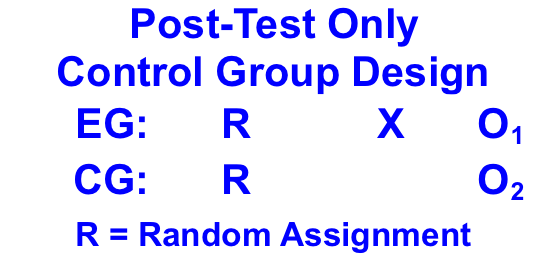 Post-Test Only
Control Group Design
EG: R X O₁
CG: R O₂
R = Random Assignment